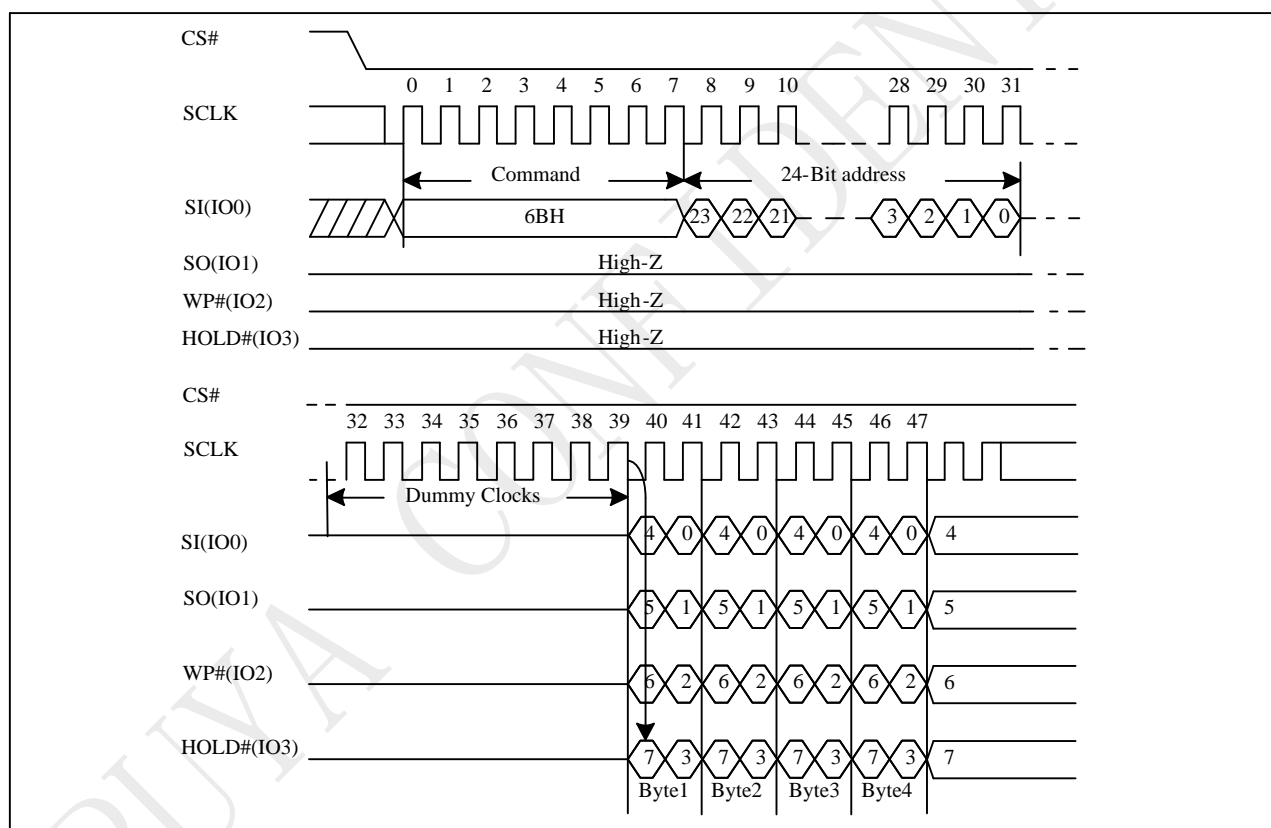 CS#
0 1 2 3 4 5 6 7 8 9 10 28 29 30 31
SCLK
Command 24-Bit address
SI(IO0) 6BH 23 22 21 3 2 1 0
SO(IO1) High-Z
WP#(IO2) High-Z
HOLD#(IO3) High-Z
CS#
32 33 34 35 36 37 38 39 40 41 42 43 44 45 46 47
SCLK
Dummy Clocks
SI(IO0) 4 0 4 0 4 0 4 0 4
SO(IO1) 5 1 5 1 5 1 5 1 5
WP#(IO2) 6 2 6 2 6 2 6 2 6
HOLD#(IO3) 7 3 7 3 7 3 7 3 7
Byte1 Byte2 Byte3 Byte4
PUYA CONFIDEN